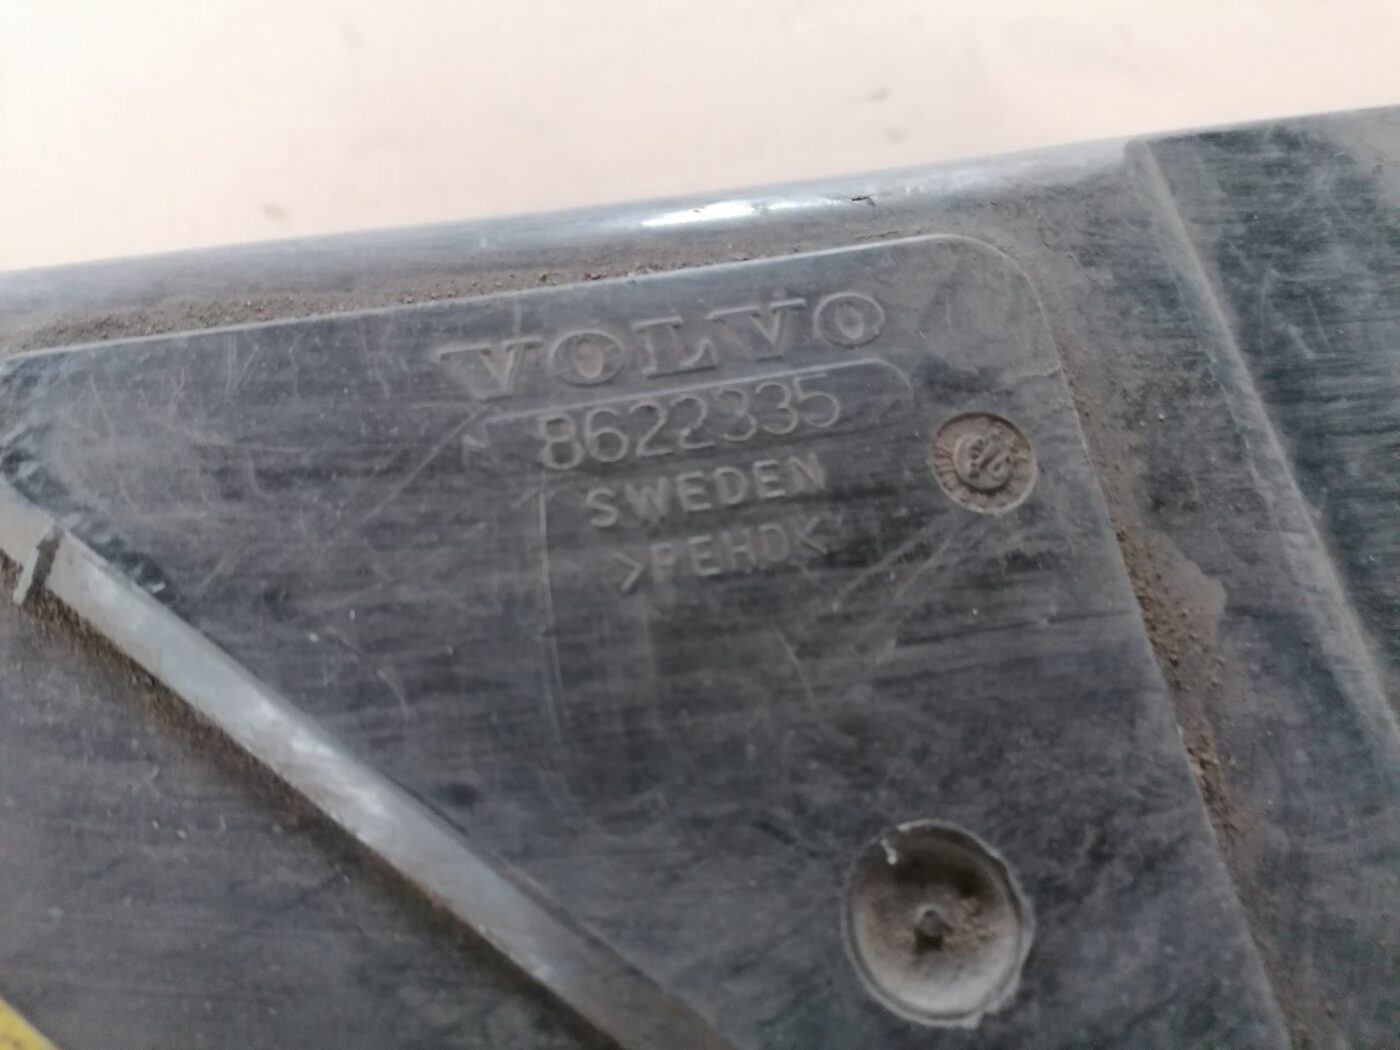 VOLVO
8622335
SWEDEN
>PEHD<